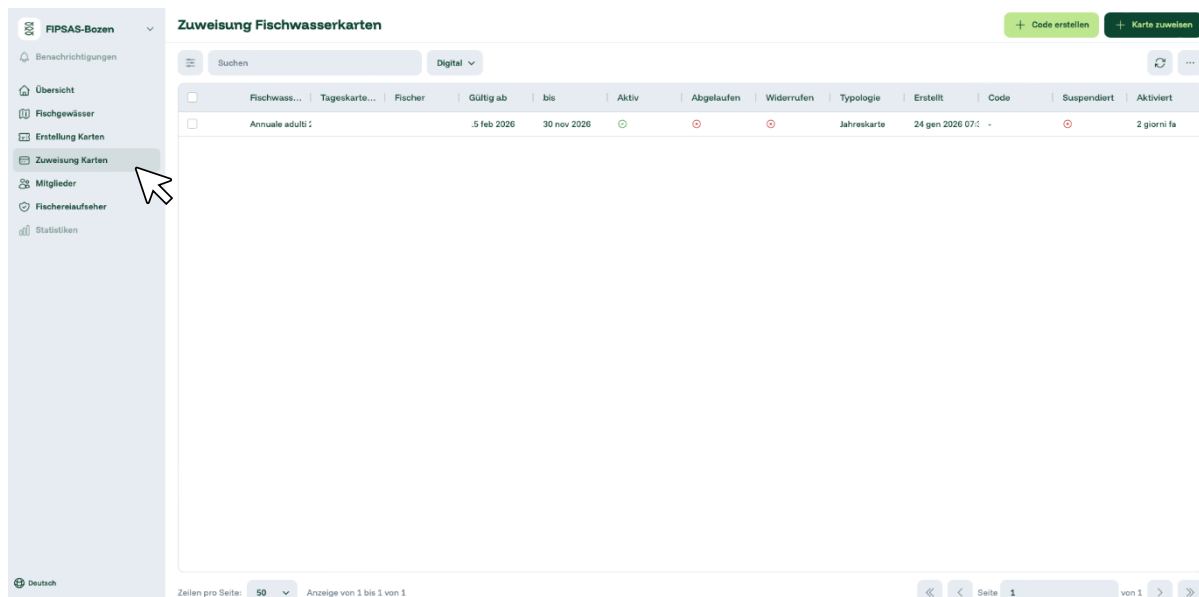 FIPSAS-Bozen
Benachrichtigungen
Übersicht
Fischgewässer
Erstellung Karten
Zuweisung Karten
Mitglieder
Fischereiaufseher
Statistiken
Deutsch
Zuweisung Fischwasserkarten
+ Code erstellen
+ Karte zuweisen
Suchen
Digital
Fischwass... Tageskarte... Fischer Gültig ab bis Aktiv Abgelaufen Widerrufen Typologie Erstellt Code Suspendiert Aktiviert
Annuale adulti .5 feb 2026 30 nov 2026 Jahreskarte 24 gen 2026 - 2 giorni fa
Zeilen pro Seite: 50 Anzeige von 1 bis 1 von 1 Seite 1 von 1